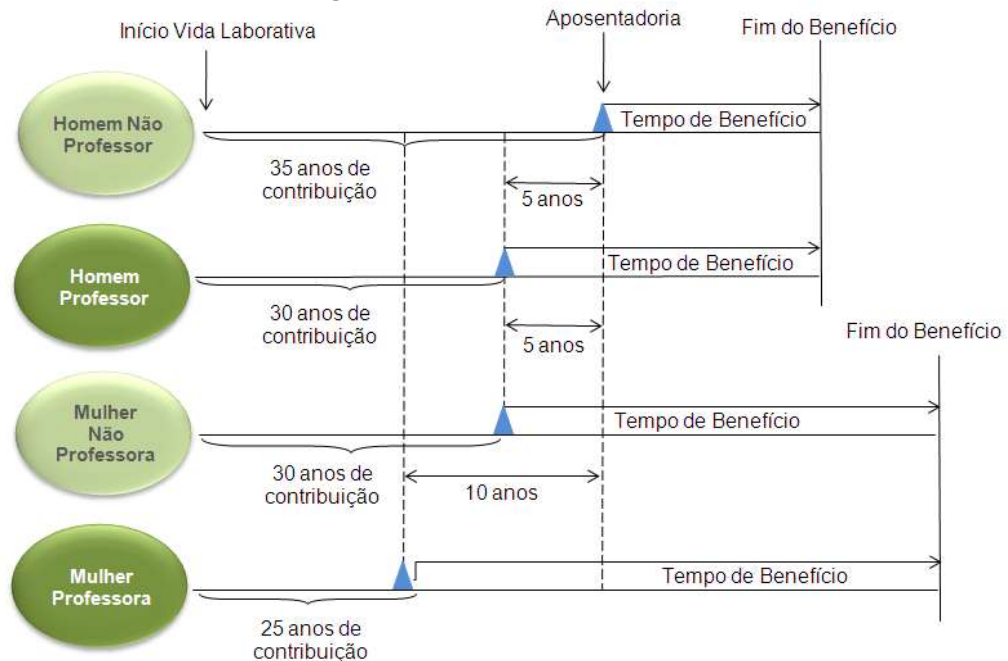 Início Vida Laborativa
Aposentadoria
Fim do Benefício
Homem Não
Professor
Tempo de Benefício
35 anos de
contribuição
5 anos
Homem
Professor
Tempo de Benefício
30 anos de
contribuição
5 anos
Fim do Benefício
Mulher
Não
Professora
Tempo de Benefício
30 anos de
contribuição
10 anos
Mulher
Professora
Tempo de Benefício
25 anos de
contribuição